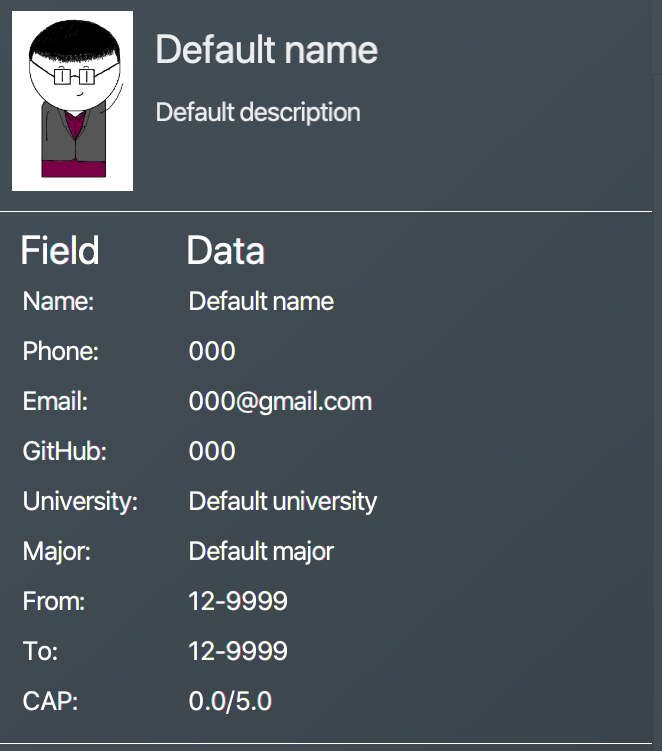 Default name
Default description
Field Data
Name: Default name
Phone: 000
Email: 000@gmail.com
GitHub: 000
University: Default university
Major: Default major
From: 12-9999
To: 12-9999
CAP: 0.0/5.0